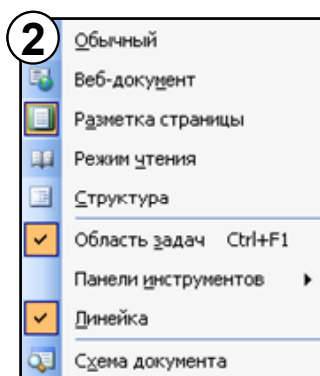 2
Обычный
Веб-документ
Разметка страницы
Режим чтения
Структура
Область задач Ctrl+F1
Панели инструментов
Линейка
Схема документа